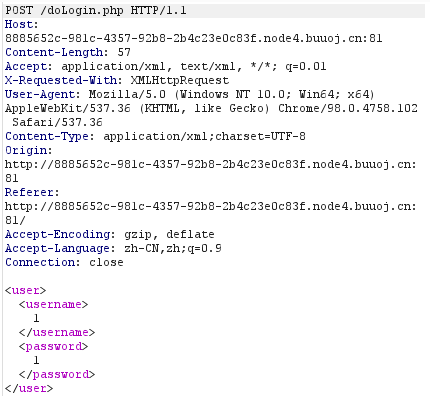 POST /doLogin.php HTTP/1.1
Host:
8885652c-981c-4357-92b8-2b4c23e0c83f.node4.buuoj.cn:81
Content-Length: 57
Accept: application/xml, text/xml, */*; q=0.01
X-Requested-With: XMLHttpRequest
User-Agent: Mozilla/5.0 (Windows NT 10.0; Win64; x64)
AppleWebKit/537.36 (KHTML, like Gecko) Chrome/98.0.4758.102
Safari/537.36
Content-Type: application/xml;charset=UTF-8
Origin:
http://8885652c-981c-4357-92b8-2b4c23e0c83f.node4.buuoj.cn:
81
Referer:
http://8885652c-981c-4357-92b8-2b4c23e0c83f.node4.buuoj.cn:
81/
Accept-Encoding: gzip, deflate
Accept-Language: zh-CN,zh;q=0.9
Connection: close
<user>
<username>
1
</username>
<password>
1
</password>
</user>